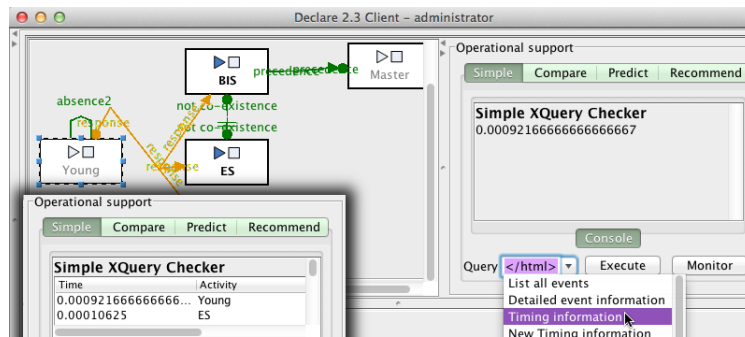 Declare 2.3 Client – administrator
BIS
precedence
precedence
Master
absence2
response
response
not co-existence
not co-existence
response
response
Young
ES
Operational support
Simple Compare Predict Recommend
Simple XQuery Checker
0.00092166666666666667
Console
Query </html> Execute Monitor
List all events
Detailed event information
Timing information
New Timing information
Operational support
Simple Compare Predict Recommend
Simple XQuery Checker
Time Activity
0.000921666666666... Young
0.00010625 ES